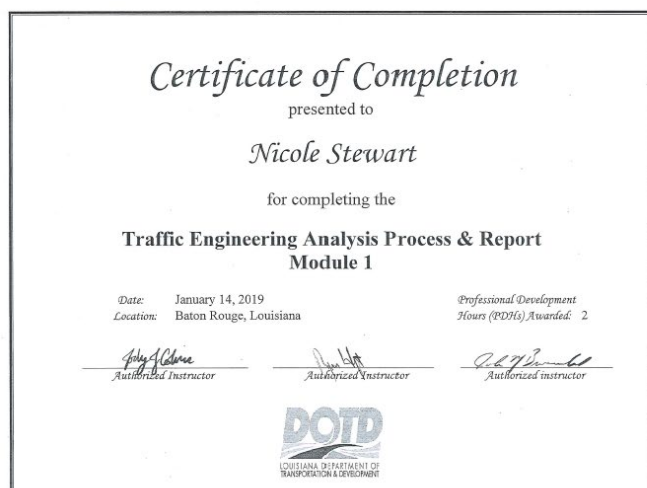 Certificate of Completion
presented to
Nicole Stewart
for completing the
Traffic Engineering Analysis Process & Report
Module 1
Date: January 14, 2019
Location: Baton Rouge, Louisiana
Professional Development
Hours (PDHs) Awarded: 2
Authorized Instructor
Authorized Instructor
Authorized instructor
DOTD
LOUISIANA DEPARTMENT OF
TRANSPORTATION & DEVELOPMENT